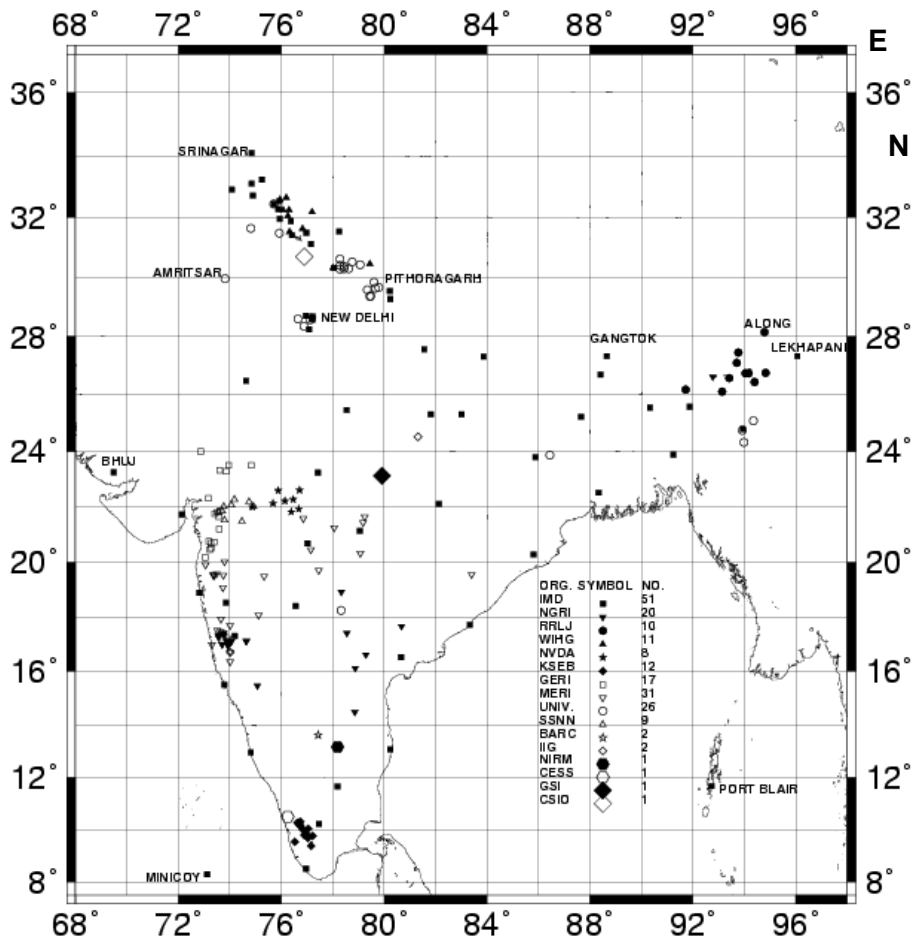 68° 72° 76° 80° 84° 88° 92° 96°
E
36° 36°
N
SRINAGAR
32° 32°
AMRITSAR PITHORAGARH
NEW DELHI
ALONG
28° GANGTOK 28°
LEKHAPANI
24° 24°
BHUJ
20° 20°
ORG. SYMBOL NO.
IMD 51
NGRI 20
RRLJ 10
WIHG 11
NVDA 8
KSEB 12
16° 16°
GERI 17
MERI 31
UNIV. 26
SSNN 9
BARC 2
IIG 2
NIRM 1
CESS 1
12° 12°
GSI 1
PORT BLAIR
CSIO 1
MINICOY
8° 8°
68° 72° 76° 80° 84° 88° 92° 96°